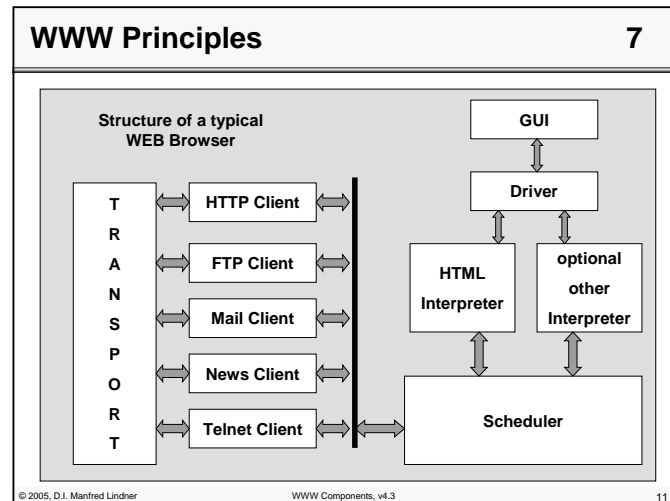 WWW Principles 7
Structure of a typical
WEB Browser
TRANSPORT
HTTP Client
FTP Client
Mail Client
News Client
Telnet Client
GUI
Driver
HTML
Interpreter
optional
other
Interpreter
Scheduler
© 2005, D.I. Manfred Lindner
WWW Components, v4.3
11